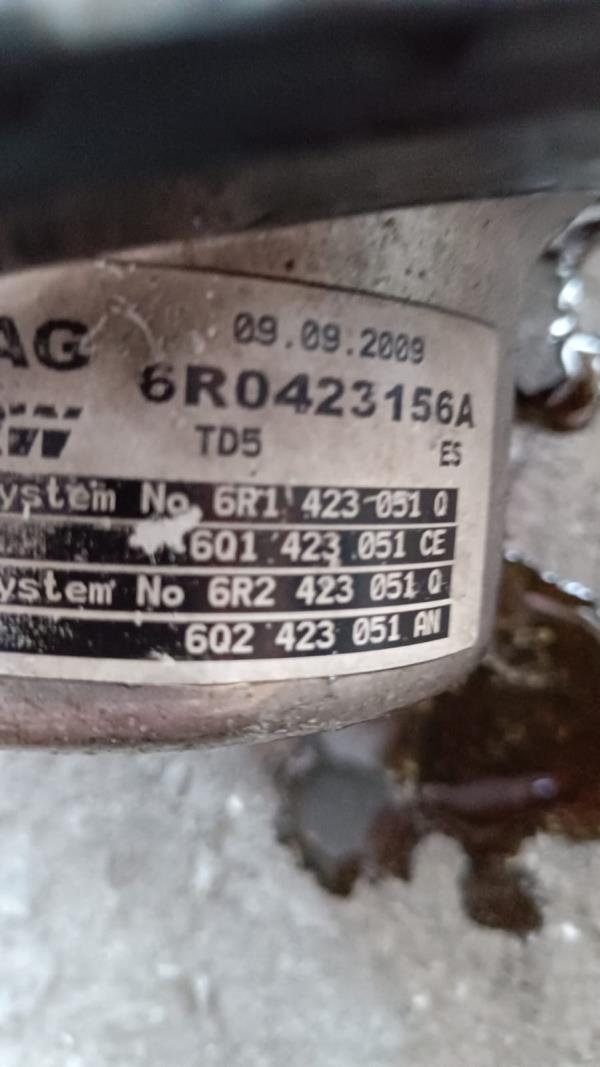 AG
09.09.2009
6R0423156A
TD5
ES
ystem No 6R1 423 051 Q
6Q1 423 051 CE
ystem No 6R2 423 051 Q
6Q2 423 051 AN